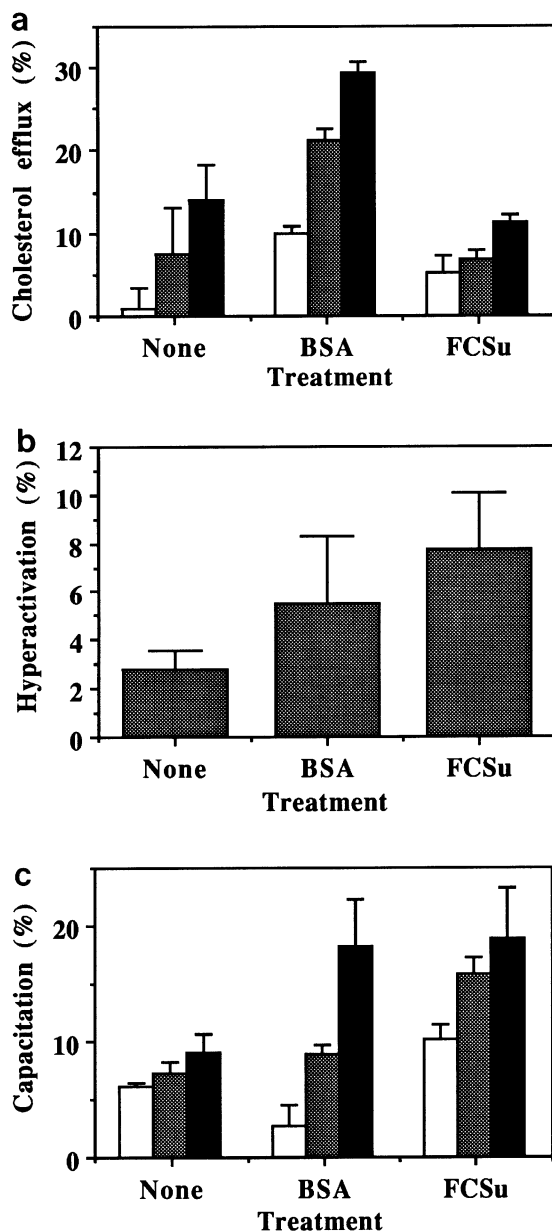 a
Cholesterol efflux (%)
30
20
10
0
None BSA FCSu
Treatment
b
Hyperactivation (%)
12
10
8
6
4
2
0
None BSA FCSu
Treatment
c
Capacitation (%)
20
10
0
None BSA FCSu
Treatment